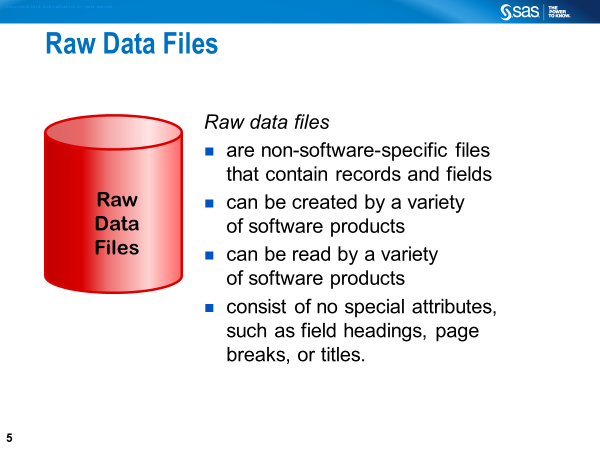 sas
THE
POWER
TO KNOW.
Raw Data Files
Raw data files
are non-software-specific files
that contain records and fields
can be created by a variety
of software products
can be read by a variety
of software products
consist of no special attributes,
such as field headings, page
breaks, or titles.
Raw
Data
Files
5